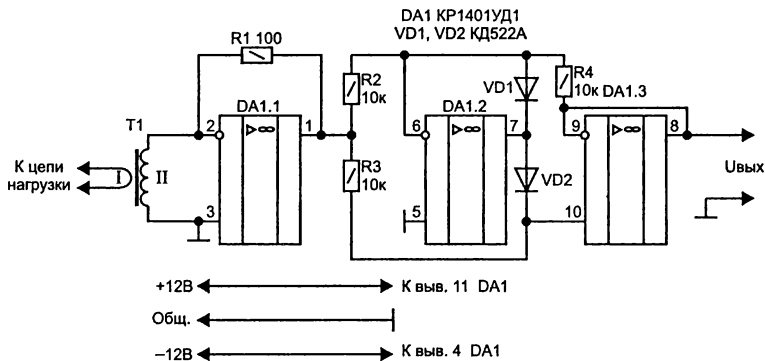 DA1 КР1401УД1
VD1, VD2 КД522А
R1 100
R2
10к
VD1
R4
10к
DA1.3
DA1.1
DA1.2
T1
2
1
6
7
9
8
▷∞
▷∞
▷∞
К цепи
нагрузки
I
II
R3
10к
VD2
Uвых
3
5
10
+12В
К выв. 11 DA1
Общ.
–12В
К выв. 4 DA1